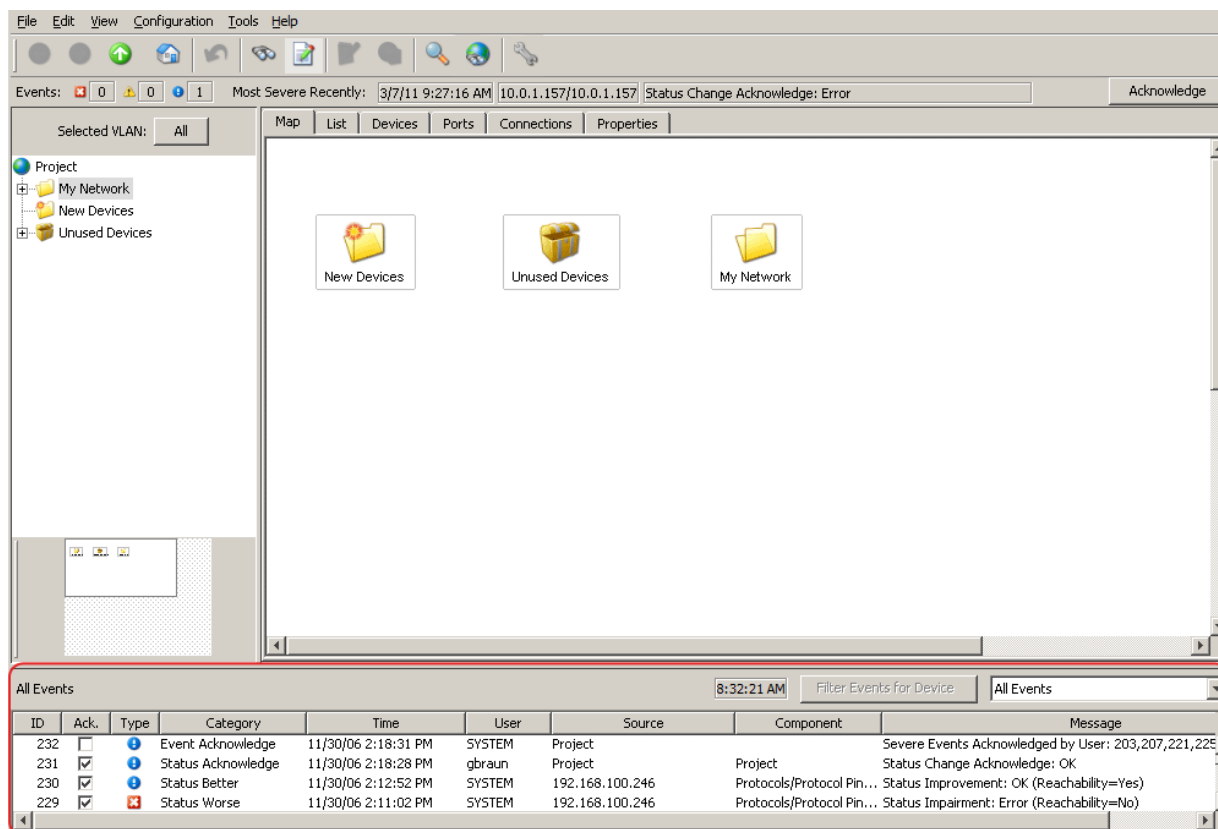 File Edit View Configuration Tools Help
Events: 0 0 1 Most Severe Recently: 3/7/11 9:27:16 AM 10.0.1.157/10.0.1.157 Status Change Acknowledge: Error Acknowledge
Selected VLAN: All
Map List Devices Ports Connections Properties
Project
My Network
New Devices
Unused Devices
New Devices Unused Devices My Network
All Events 8:32:21 AM Filter Events for Device All Events
ID Ack. Type Category Time User Source Component Message
232 Event Acknowledge 11/30/06 2:18:31 PM SYSTEM Project Severe Events Acknowledged by User: 203,207,221,225
231 Status Acknowledge 11/30/06 2:18:28 PM gbraun Project Project Status Change Acknowledge: OK
230 Status Better 11/30/06 2:12:52 PM SYSTEM 192.168.100.246 Protocols/Protocol Pin... Status Improvement: OK (Reachability=Yes)
229 Status Worse 11/30/06 2:11:02 PM SYSTEM 192.168.100.246 Protocols/Protocol Pin... Status Impairment: Error (Reachability=No)